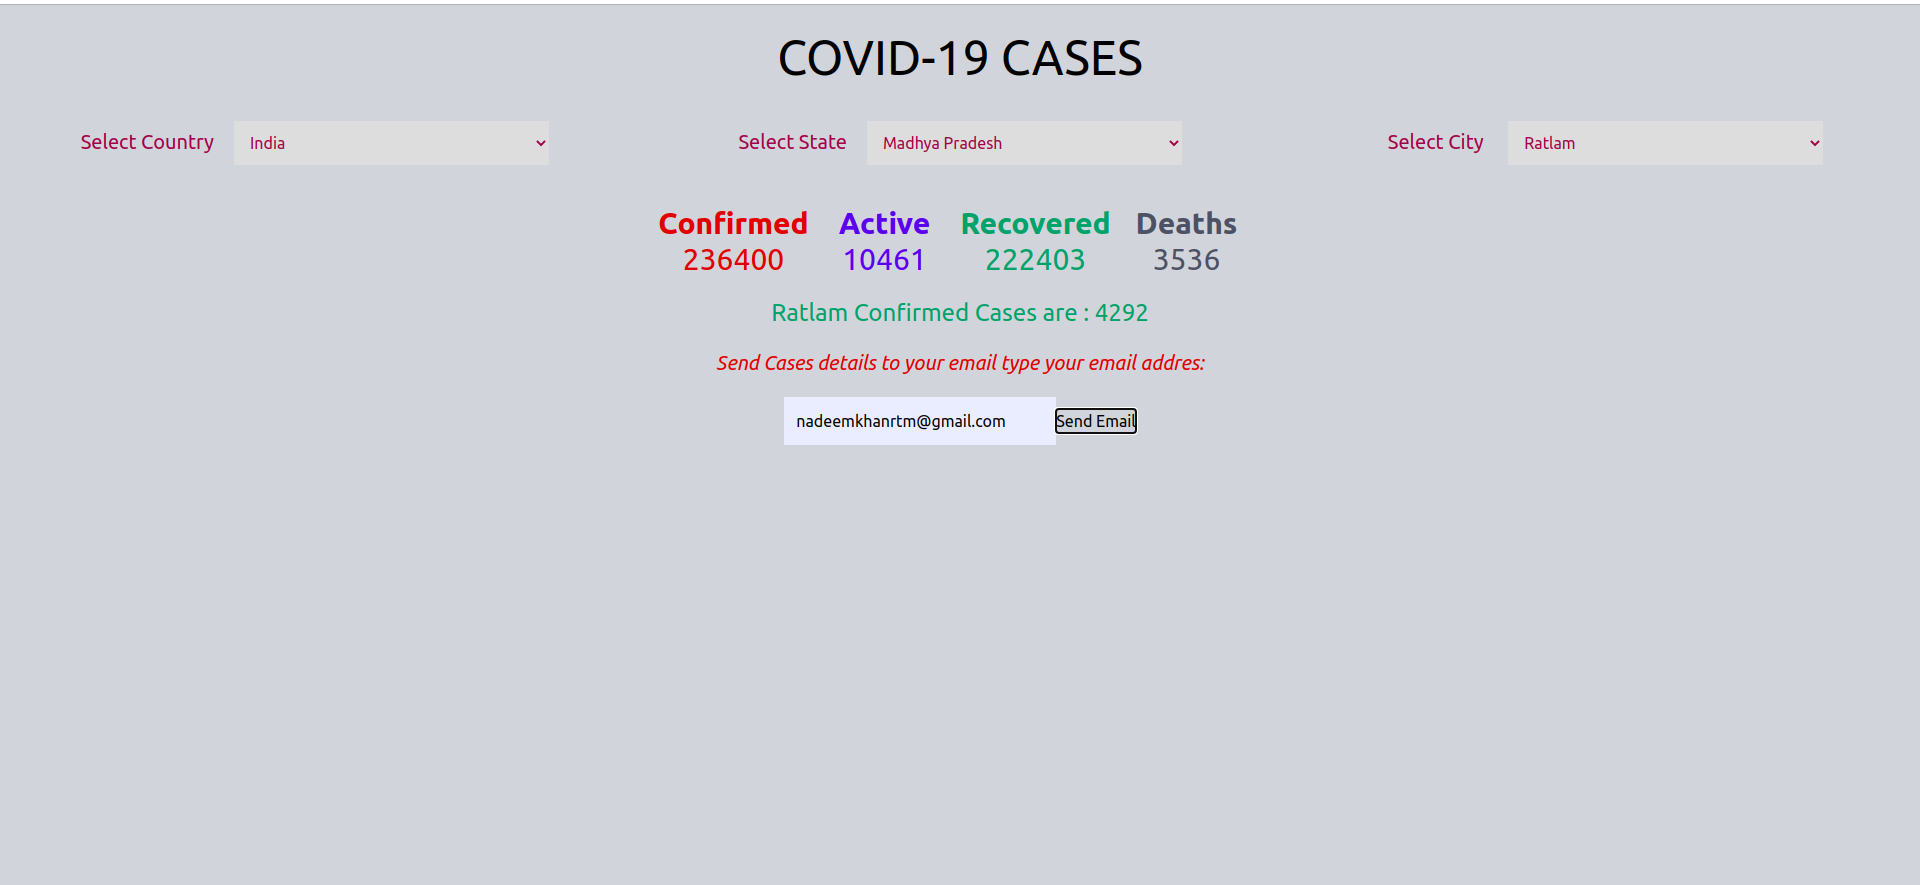 COVID-19 CASES
Select Country India Select State Madhya Pradesh Select City Ratlam
Confirmed Active Recovered Deaths
236400 10461 222403 3536
Ratlam Confirmed Cases are : 4292
Send Cases details to your email type your email addres:
nadeemkhanrtm@gmail.com Send Email